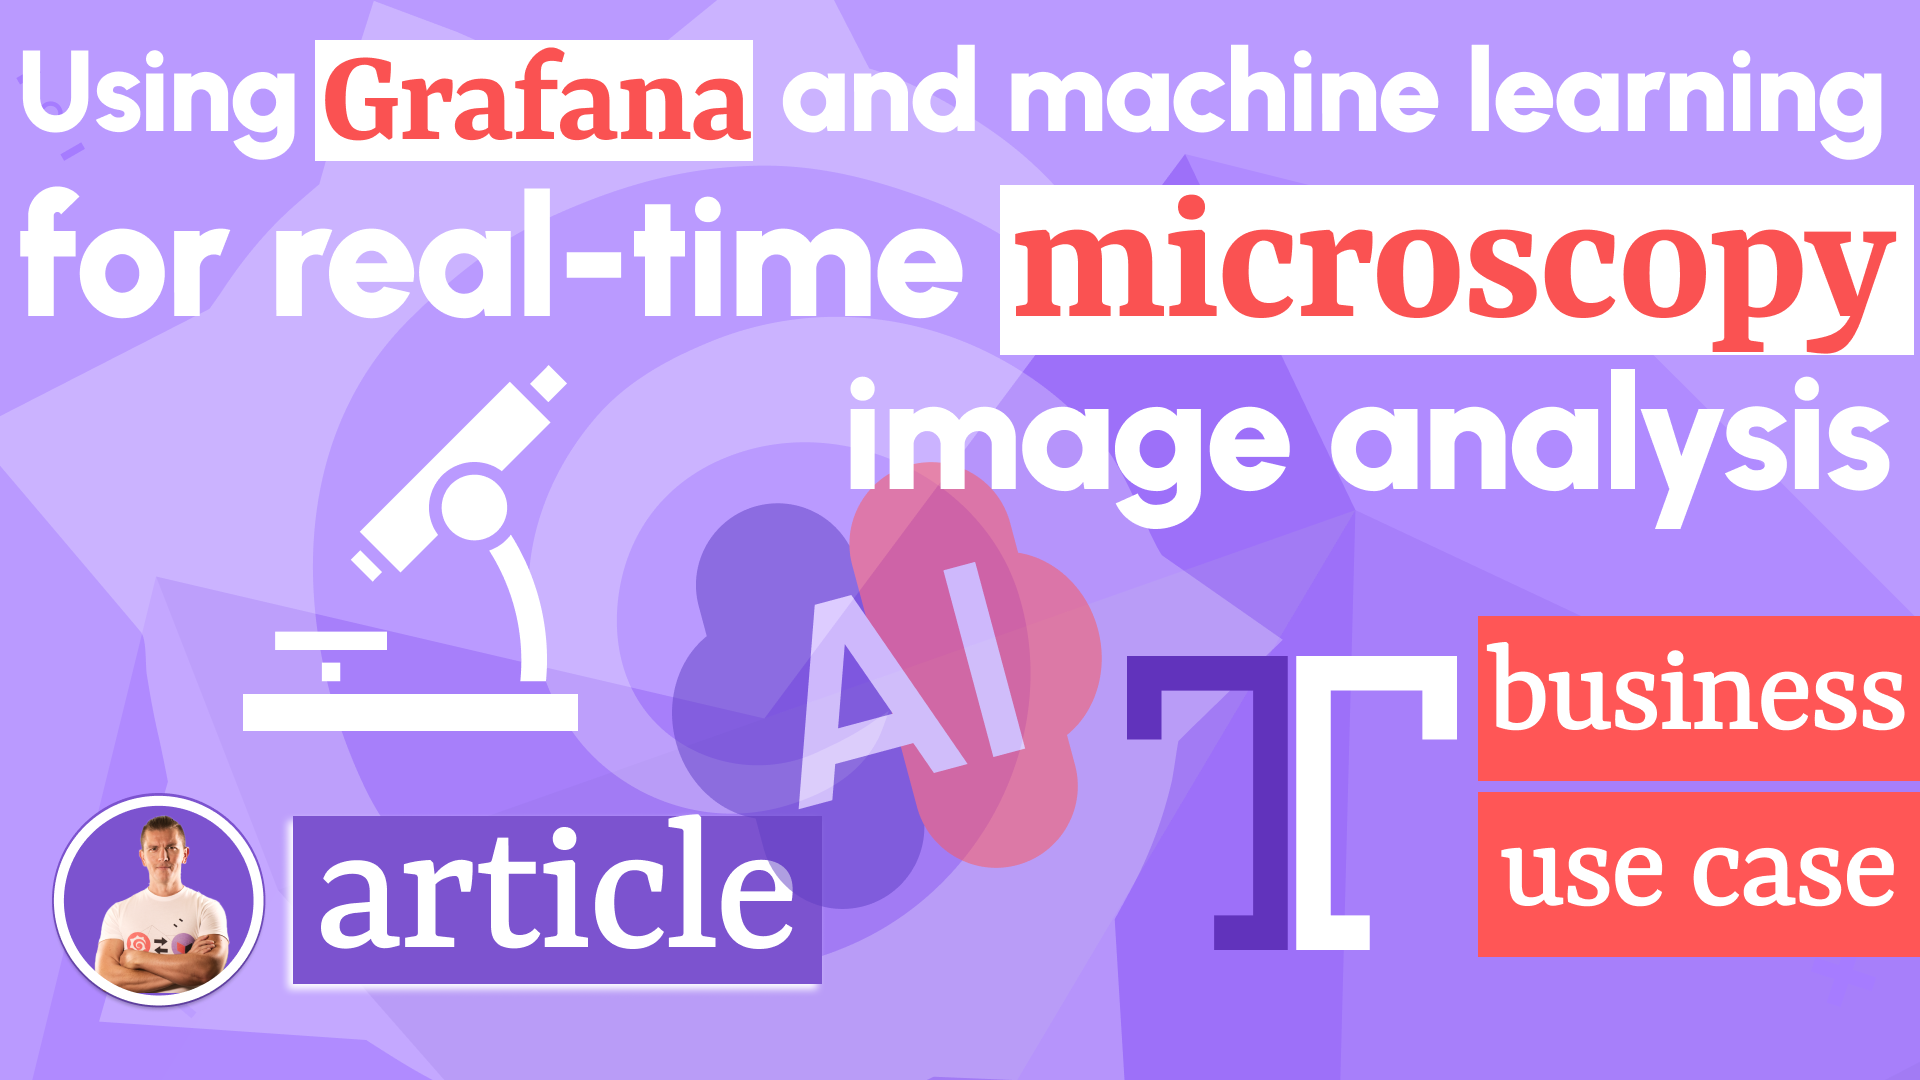 Using Grafana and machine learning
for real-time microscopy
image analysis
AI
business
use case
article